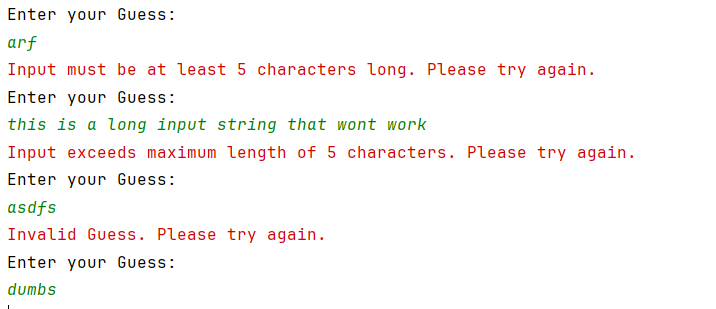 Enter your Guess:
arf
Input must be at least 5 characters long. Please try again.
Enter your Guess:
this is a long input string that wont work
Input exceeds maximum length of 5 characters. Please try again.
Enter your Guess:
asdfs
Invalid Guess. Please try again.
Enter your Guess:
dumbs